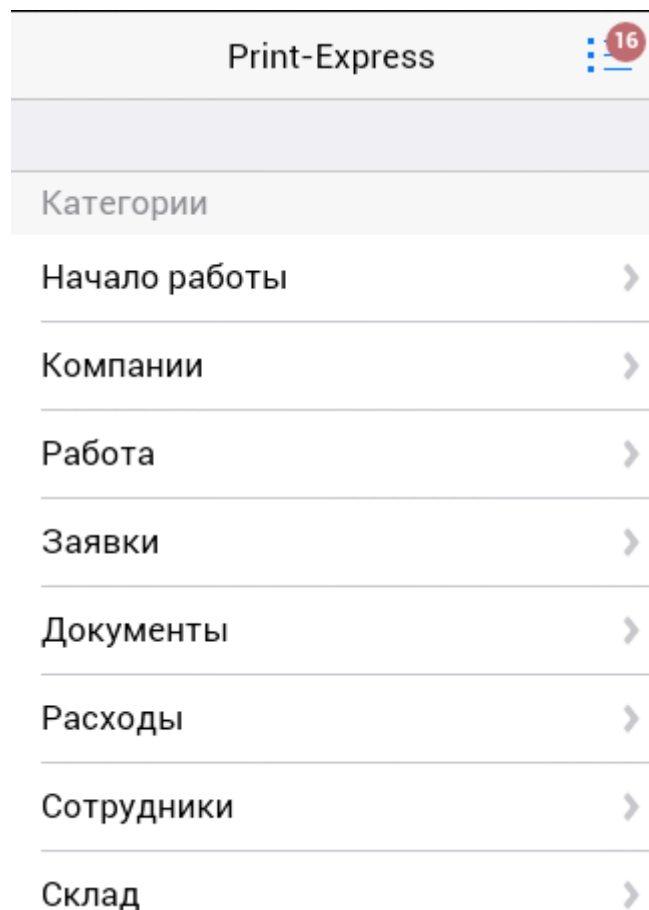 Print-Express
16
Категории
Начало работы
Компании
Работа
Заявки
Документы
Расходы
Сотрудники
Склад